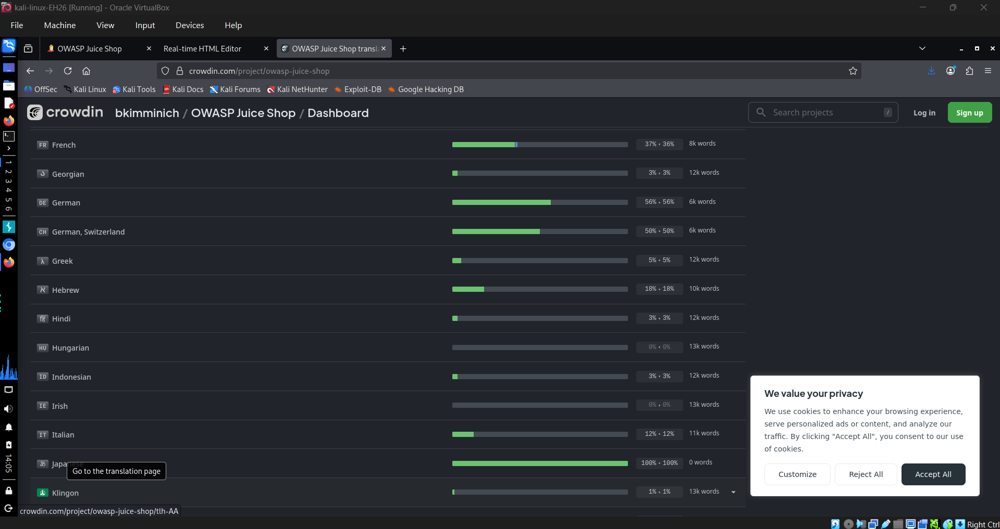 kali-linux-EH26 [Running] - Oracle VirtualBox
File Machine View Input Devices Help
OWASP Juice Shop
Real-time HTML Editor
OWASP Juice Shop transl
crowdin.com/project/owasp-juice-shop
OffSec Kali Linux Kali Tools Kali Docs Kali Forums Kali NetHunter Exploit-DB Google Hacking DB
crowdin bkimminich / OWASP Juice Shop / Dashboard
Search projects /
Log in
Sign up
FR French 37% • 36% 8k words
Georgian 3% • 3% 12k words
DE German 56% • 56% 6k words
CH German, Switzerland 50% • 50% 6k words
λ Greek 5% • 5% 12k words
א Hebrew 18% • 18% 10k words
हिं Hindi 3% • 3% 12k words
HU Hungarian 0% • 0% 13k words
ID Indonesian 3% • 3% 12k words
IE Irish 0% • 0% 13k words
IT Italian 12% • 12% 11k words
あ Japanese 100% • 100% 0 words
Go to the translation page
Klingon 1% • 1% 13k words
crowdin.com/project/owasp-juice-shop/tlh-AA
We value your privacy
We use cookies to enhance your browsing experience,
serve personalized ads or content, and analyze our
traffic. By clicking "Accept All", you consent to our use
of cookies.
Customize Reject All Accept All
1
2
3
4
5
6
14:05
Right Ctrl